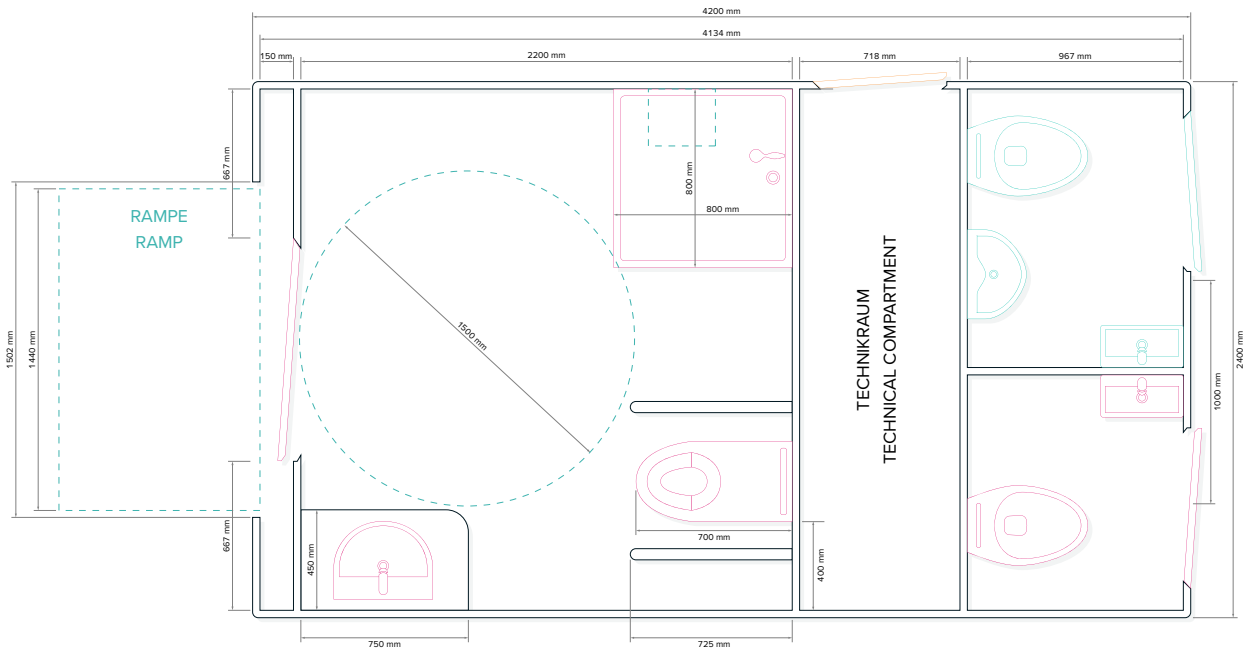 4200 mm
4134 mm
150 mm
2200 mm
718 mm
967 mm
667 mm
800 mm
800 mm
RAMPE
RAMP
1500 mm
TECHNIKRAUM
TECHNICAL COMPARTMENT
1502 mm
1440 mm
2400 mm
1000 mm
667 mm
450 mm
700 mm
400 mm
750 mm
725 mm